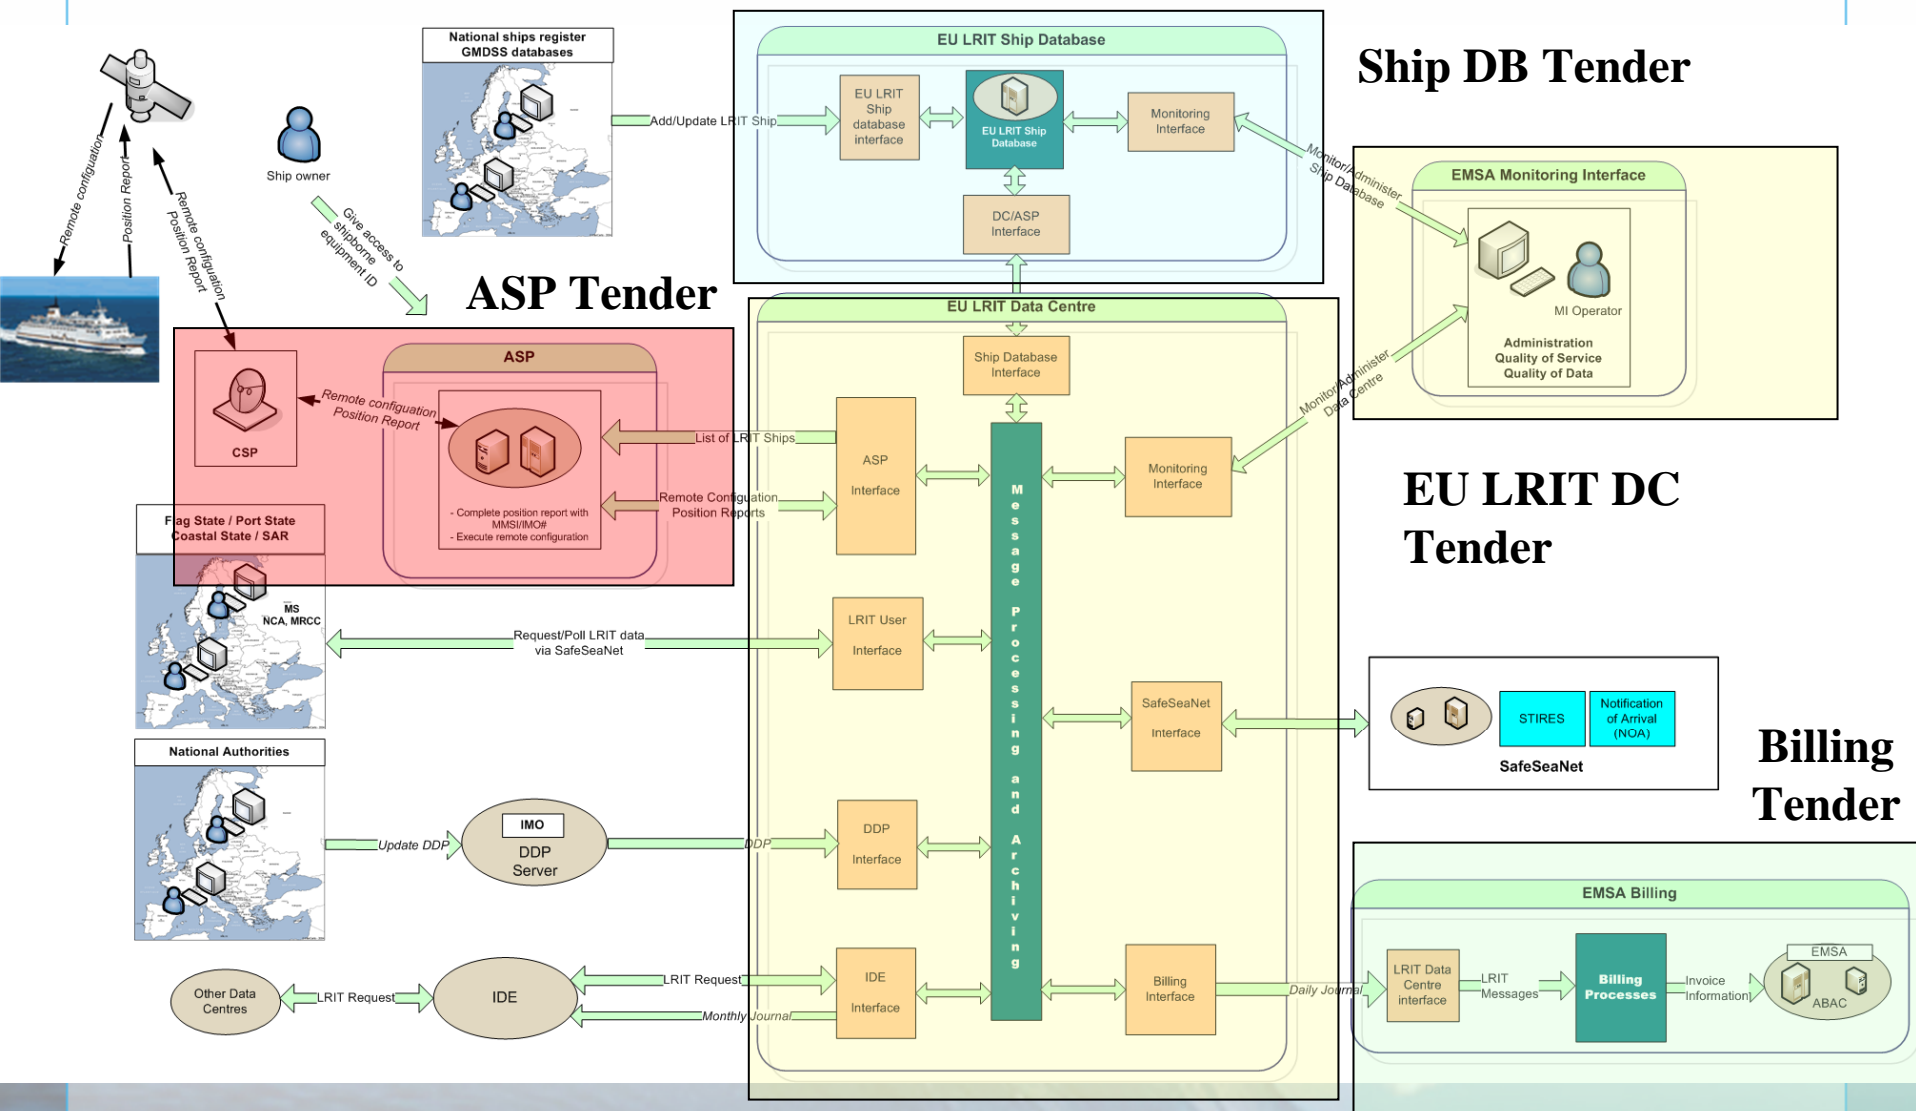 National ships register
GMDSS databases
EU LRIT Ship Database
Ship DB Tender
EU LRIT
Ship
database
interface
EU LRIT Ship
Database
Monitoring
Interface
Add/Update LRIT Ship
DC/ASP
Interface
Monitor/Administer
Ship Database
EMSA Monitoring Interface
MI Operator
Administration
Quality of Service
Quality of Data
Remote configuation
Position Report
Remote configuration
Position Report
Ship owner
Give access to
shipborne
equipment ID
ASP Tender
CSP
ASP
Remote configuation
Position Report
- Complete position report with
MMSI/IMO#
- Execute remote configuration
List of LRIT Ships
Remote Configuation
Position Reports
EU LRIT Data Centre
Ship Database
Interface
ASP
Interface
Message Processing and Archiving
Monitoring
Interface
Monitor/Administer
Data Centre
EU LRIT DC
Tender
Flag State / Port State
Coastal State / SAR
MS
NCA, MRCC
Request/Poll LRIT data
via SafeSeaNet
LRIT User
Interface
SafeSeaNet
Interface
STIRES
Notification
of Arrival
(NOA)
SafeSeaNet
Billing
Tender
National Authorities
Update DDP
IMO
DDP
Server
DDP
DDP
Interface
Other Data
Centres
LRIT Request
IDE
LRIT Request
Monthly Journal
IDE
Interface
Billing
Interface
Daily Journal
EMSA Billing
LRIT Data
Centre
interface
LRIT
Messages
Billing
Processes
Invoice
Information
EMSA
ABAC